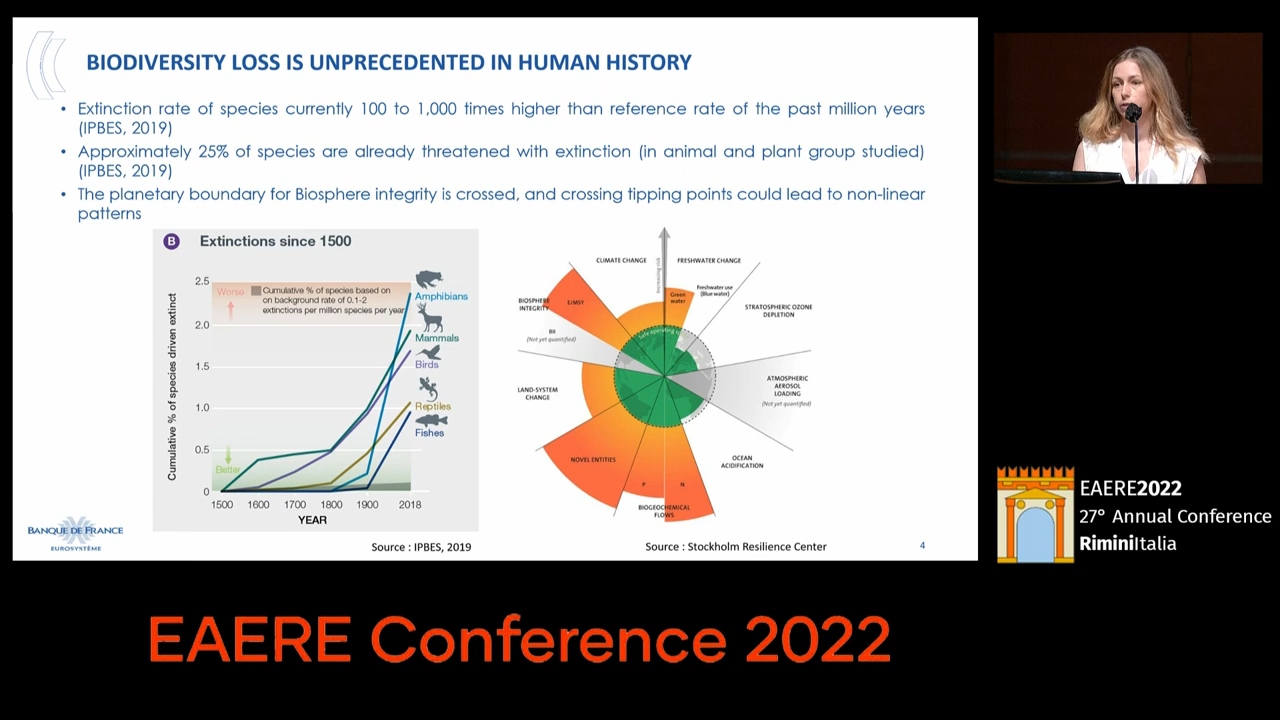 BIODIVERSITY LOSS IS UNPRECEDENTED IN HUMAN HISTORY
• Extinction rate of species currently 100 to 1,000 times higher than reference rate of the past million years
(IPBES, 2019)
• Approximately 25% of species are already threatened with extinction (in animal and plant group studied)
(IPBES, 2019)
• The planetary boundary for Biosphere integrity is crossed, and crossing tipping points could lead to non-linear
patterns
B Extinctions since 1500
Cumulative % of species driven extinct
2.5
2.0
1.5
1.0
0.5
0
Worse
Cumulative % of species based on
on background rate of 0.1-2
extinctions per million species per year
Better
Amphibians
Mammals
Birds
Reptiles
Fishes
1500 1600 1700 1800 1900 2018
YEAR
Source : IPBES, 2019
Increasing risk
CLIMATE CHANGE
FRESHWATER CHANGE
Green
water
Freshwater use
(Blue water)
STRATOSPHERIC OZONE
DEPLETION
ATMOSPHERIC
AEROSOL
LOADING
(Not yet quantified)
OCEAN
ACIDIFICATION
BIOGEOCHEMICAL
FLOWS
P
N
NOVEL ENTITIES
LAND-SYSTEM
CHANGE
BIOSPHERE
INTEGRITY
E/MSY
BII
(Not yet quantified)
Safe operating
Source : Stockholm Resilience Center
BANQUE DE FRANCE
EUROSYSTÈME
4
EAERE2022
27° Annual Conference
RiminiItalia
EAERE Conference 2022